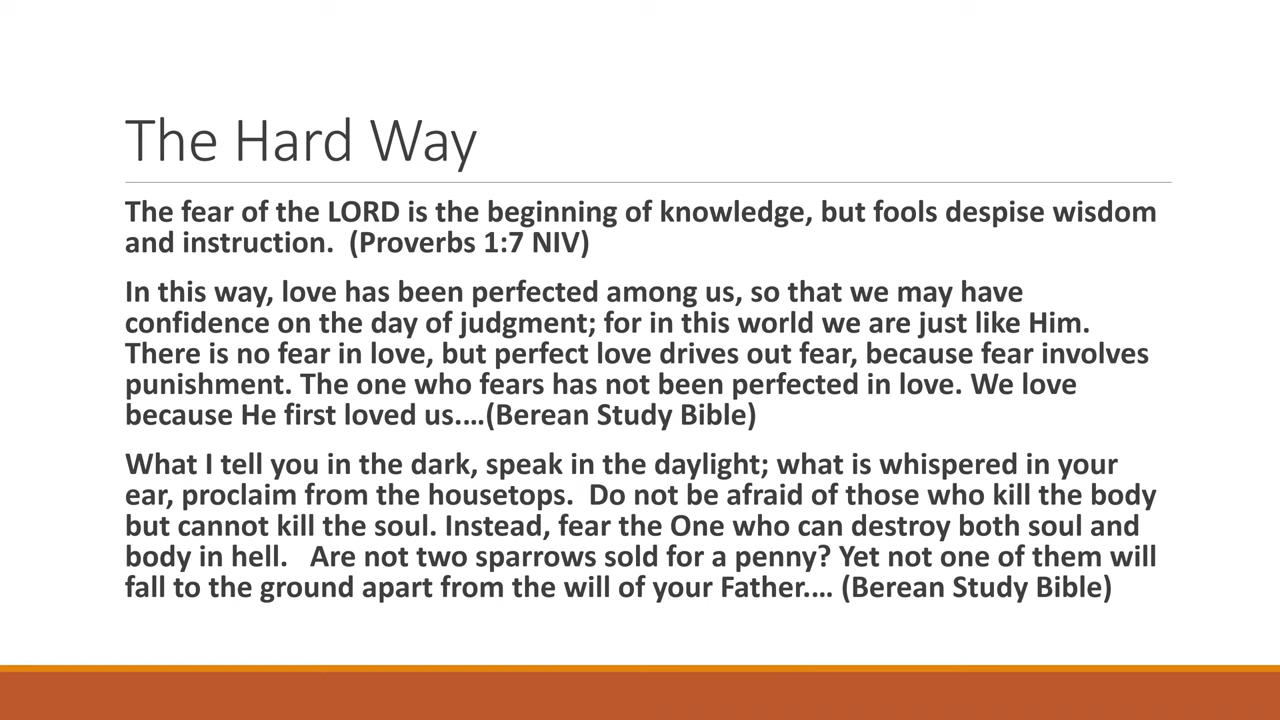 The Hard Way
The fear of the LORD is the beginning of knowledge, but fools despise wisdom
and instruction.  (Proverbs 1:7 NIV)
In this way, love has been perfected among us, so that we may have
confidence on the day of judgment; for in this world we are just like Him.
There is no fear in love, but perfect love drives out fear, because fear involves
punishment. The one who fears has not been perfected in love. We love
because He first loved us.…(Berean Study Bible)
What I tell you in the dark, speak in the daylight; what is whispered in your
ear, proclaim from the housetops.  Do not be afraid of those who kill the body
but cannot kill the soul. Instead, fear the One who can destroy both soul and
body in hell.   Are not two sparrows sold for a penny? Yet not one of them will
fall to the ground apart from the will of your Father.… (Berean Study Bible)